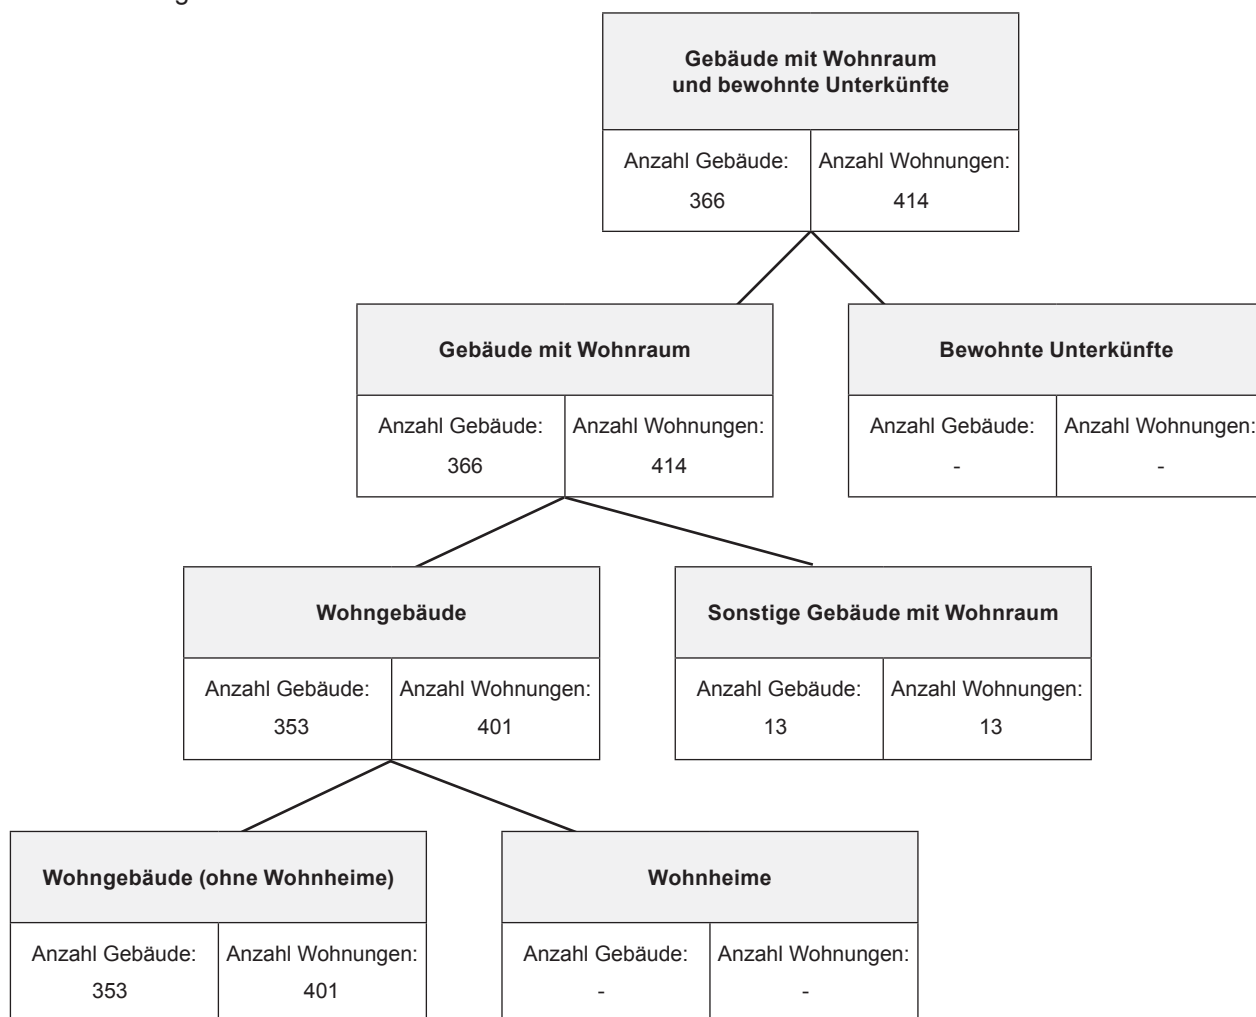 Gebäude mit Wohnraum
und bewohnte Unterkünfte
Anzahl Gebäude: Anzahl Wohnungen:
366 414
Gebäude mit Wohnraum
Anzahl Gebäude: Anzahl Wohnungen:
366 414
Bewohnte Unterkünfte
Anzahl Gebäude: Anzahl Wohnungen:
- -
Wohngebäude
Anzahl Gebäude: Anzahl Wohnungen:
353 401
Sonstige Gebäude mit Wohnraum
Anzahl Gebäude: Anzahl Wohnungen:
13 13
Wohngebäude (ohne Wohnheime)
Anzahl Gebäude: Anzahl Wohnungen:
353 401
Wohnheime
Anzahl Gebäude: Anzahl Wohnungen:
- -